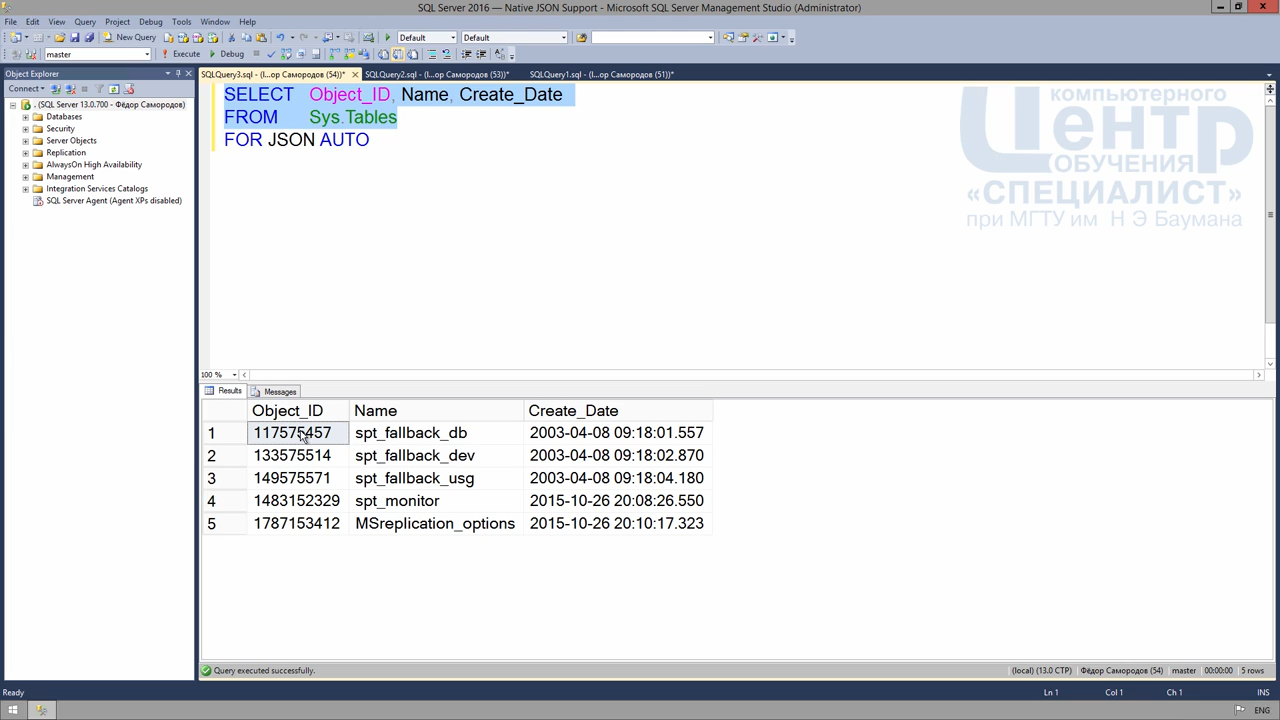 SQL Server 2016 — Native JSON Support - Microsoft SQL Server Management Studio (Administrator)
File Edit View Query Project Debug Tools Window Help
New Query Default Default
master Execute Debug
Object Explorer
Connect
. (SQL Server 13.0.700 - Фёдор Самородов)
Databases
Security
Server Objects
Replication
AlwaysOn High Availability
Management
Integration Services Catalogs
SQL Server Agent (Agent XPs disabled)
SQLQuery3.sql - (l...ор Самородов (54))* SQLQuery2.sql - (l...ор Самородов (53))* SQLQuery1.sql - (l...ор Самородов (51))*
SELECT Object_ID, Name, Create_Date
FROM Sys.Tables
FOR JSON AUTO
компьютерного
Центр
ОБУЧЕНИЯ
«СПЕЦИАЛИСТ»
при МГТУ им Н Э Баумана
100 %
Results Messages
Object_ID Name Create_Date
1 117575457 spt_fallback_db 2003-04-08 09:18:01.557
2 133575514 spt_fallback_dev 2003-04-08 09:18:02.870
3 149575571 spt_fallback_usg 2003-04-08 09:18:04.180
4 1483152329 spt_monitor 2015-10-26 20:08:26.550
5 1787153412 MSreplication_options 2015-10-26 20:10:17.323
Query executed successfully. (local) (13.0 CTP) Фёдор Самородов (54) master 00:00:00 5 rows
Ready Ln 1 Col 1 Ch 1 INS
ENG